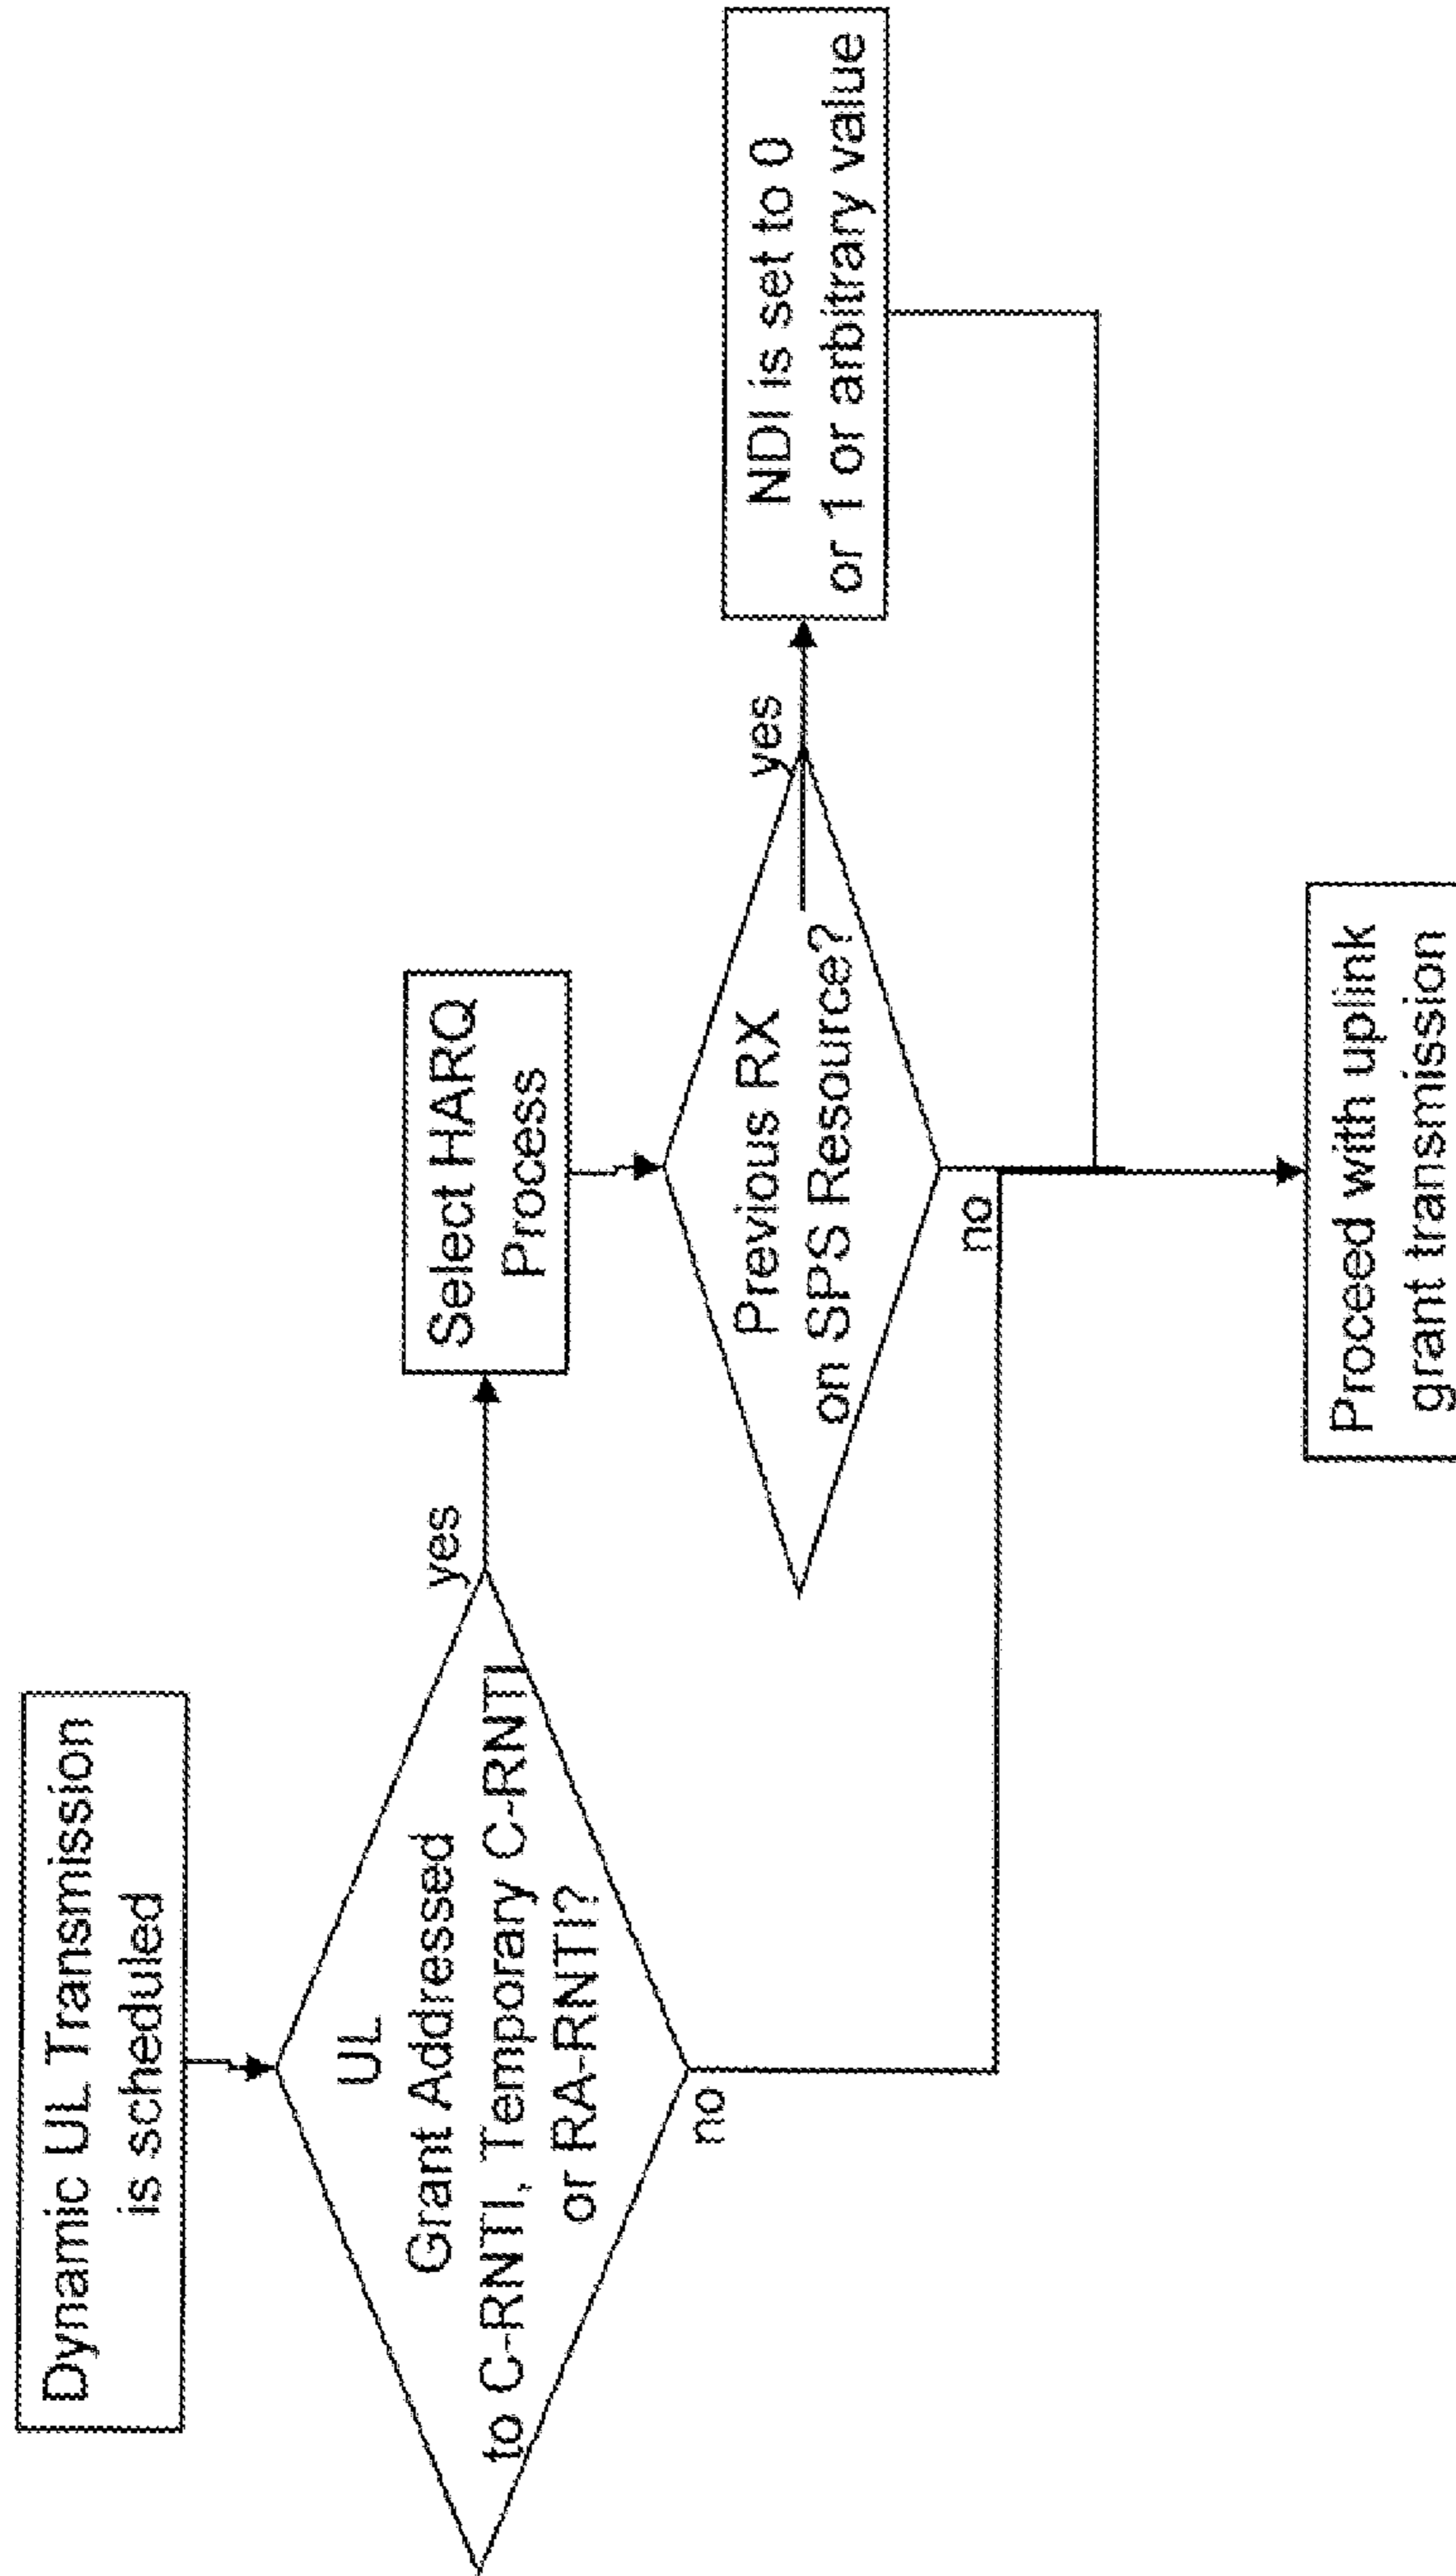 Dynamic UL Transmission
is scheduled
UL
Grant Addressed
to C-RNTI, Temporary C-RNTI
or RA-RNTI?
yes
no
Select HARQ
Process
Previous RX
on SPS Resource?
yes
no
NDI is set to 0
or 1 or arbitrary value
Proceed with uplink
grant transmission